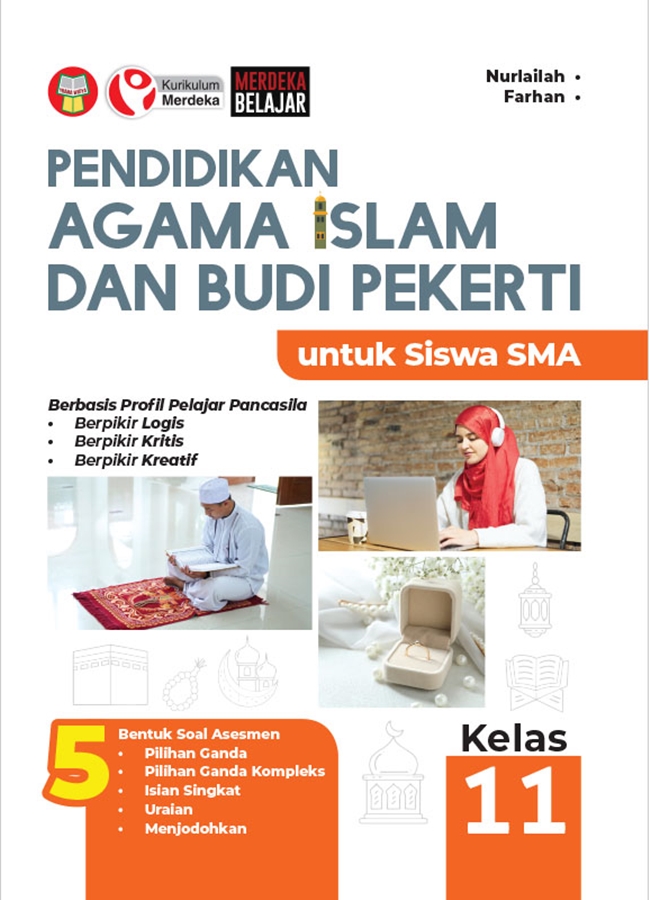 Kurikulum
Merdeka
MERDEKA
BELAJAR
Nurlailah •
Farhan •
PENDIDIKAN
AGAMA ISLAM
DAN BUDI PEKERTI
untuk Siswa SMA
Berbasis Profil Pelajar Pancasila
• Berpikir Logis
• Berpikir Kritis
• Berpikir Kreatif
5
Bentuk Soal Asesmen
• Pilihan Ganda
• Pilihan Ganda Kompleks
• Isian Singkat
• Uraian
• Menjodohkan
Kelas
11